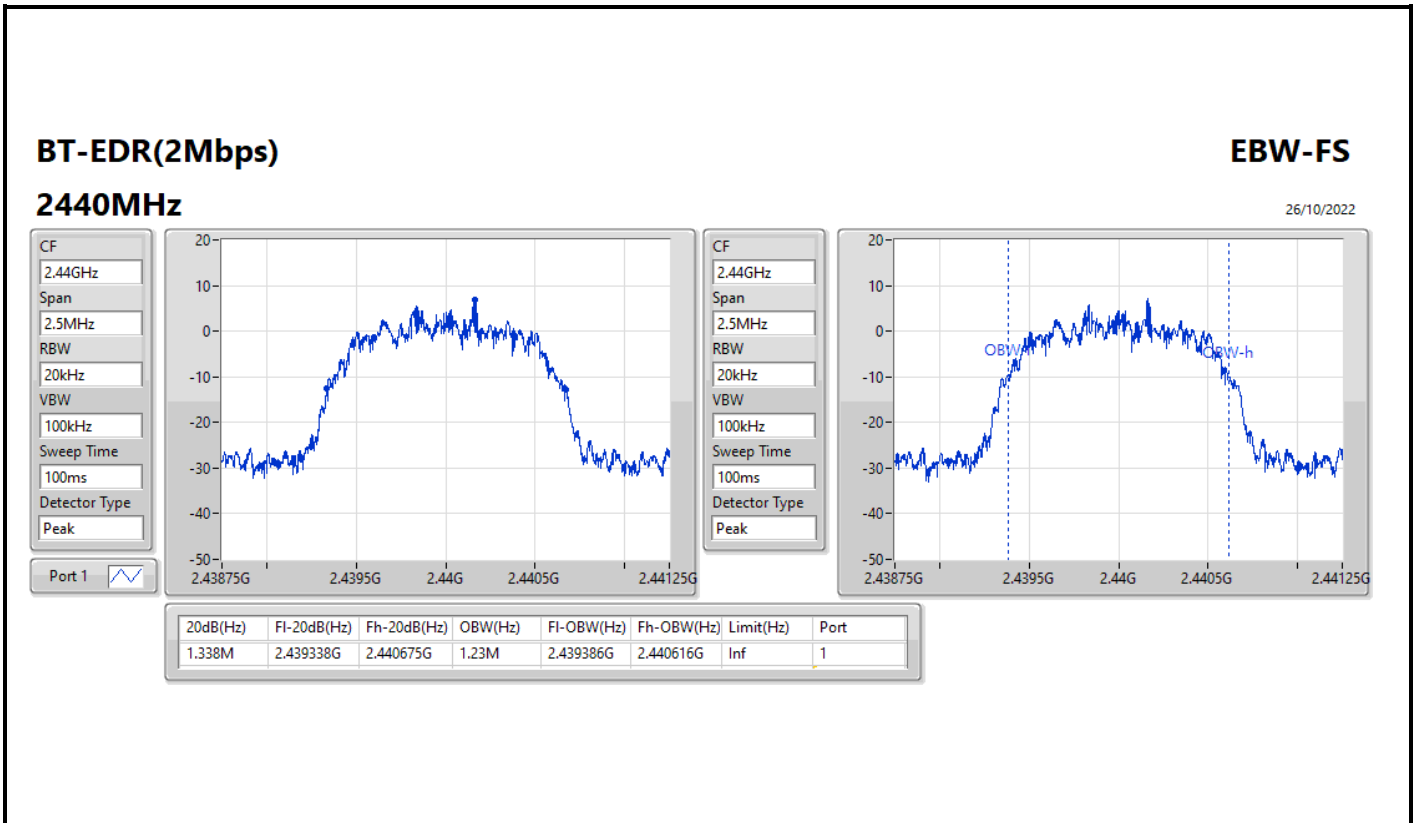 BT-EDR(2Mbps)
EBW-FS
2440MHz
26/10/2022
CF
2.44GHz
Span
2.5MHz
RBW
20kHz
VBW
100kHz
Sweep Time
100ms
Detector Type
Peak
Port 1
20
10
0
-10
-20
-30
-40
-50
2.43875G 2.4395G 2.44G 2.4405G 2.44125G
CF
2.44GHz
Span
2.5MHz
RBW
20kHz
VBW
100kHz
Sweep Time
100ms
Detector Type
Peak
20
10
0
-10
-20
-30
-40
-50
OBW-h
2.43875G 2.4395G 2.44G 2.4405G 2.44125G
20dB(Hz) Fl-20dB(Hz) Fh-20dB(Hz) OBW(Hz) Fl-OBW(Hz) Fh-OBW(Hz) Limit(Hz) Port
1.338M 2.439338G 2.440675G 1.23M 2.439386G 2.440616G Inf 1